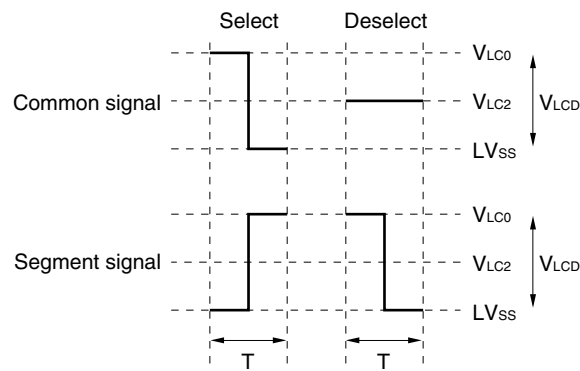 Select Deselect
VLC0
Common signal VLC2 VLCD
LVSS
VLC0
Segment signal VLC2 VLCD
LVSS
T T